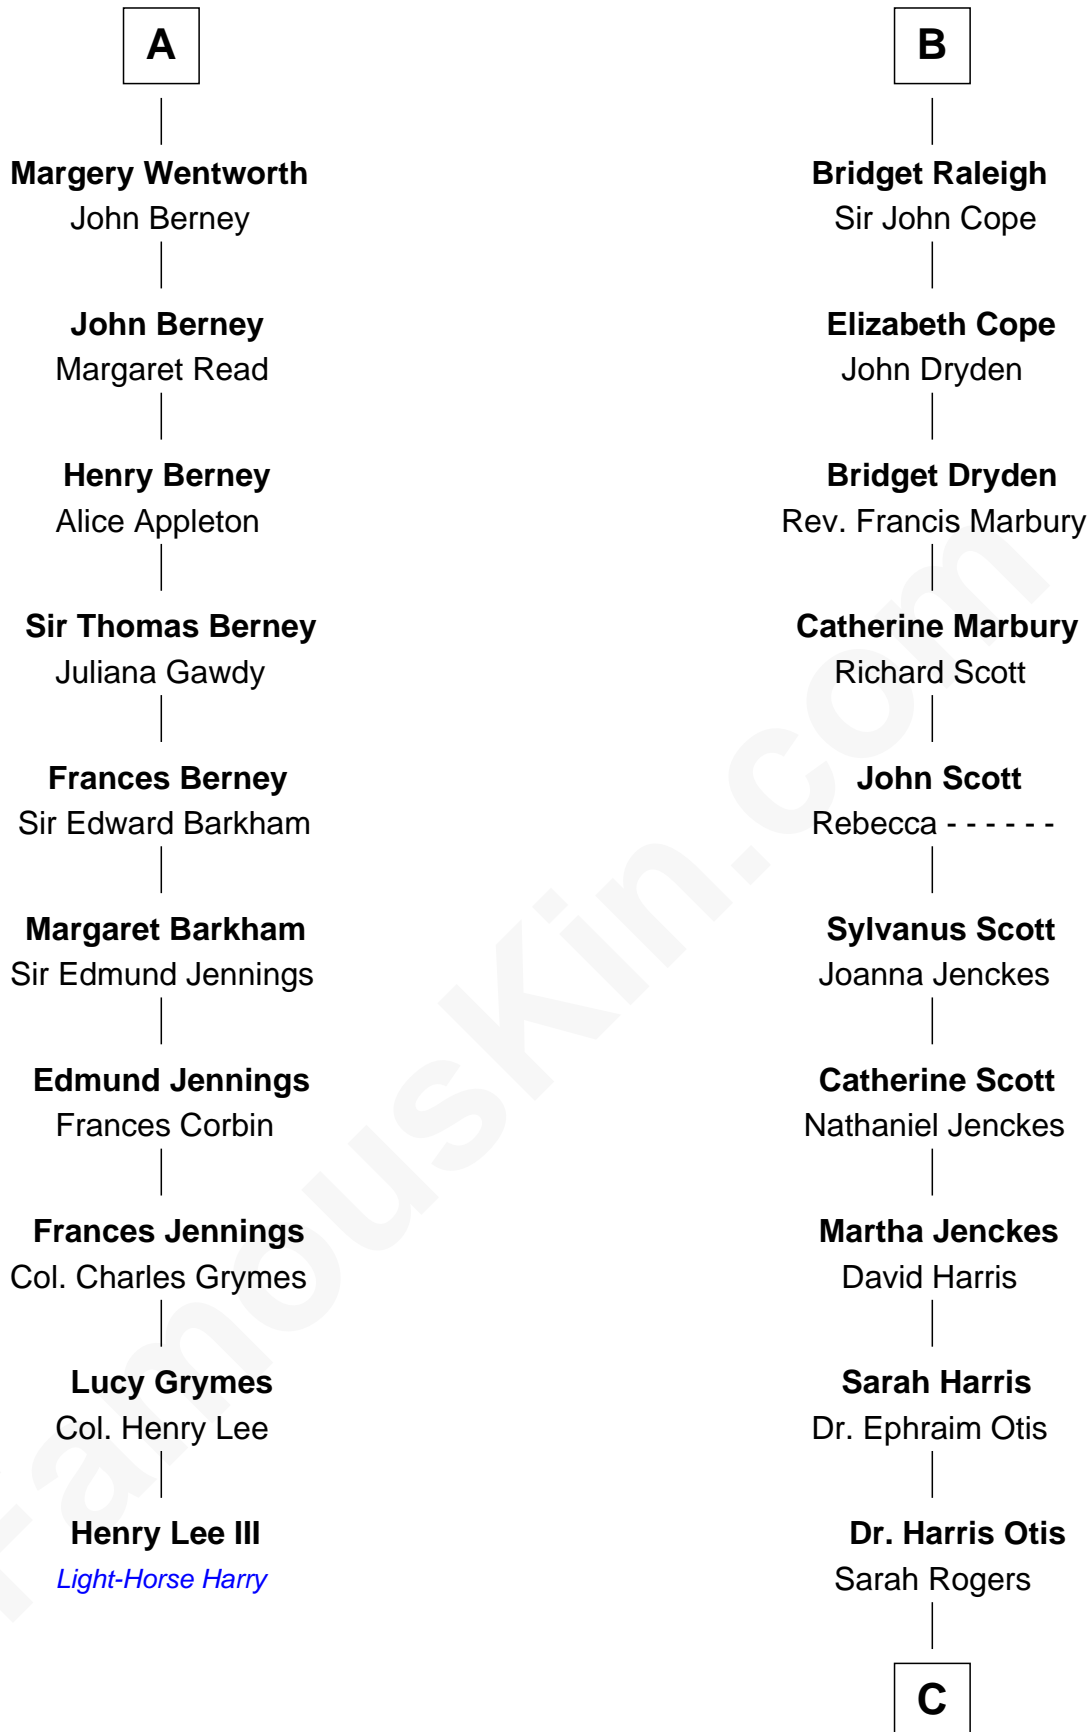 A
Margery Wentworth
John Berney
John Berney
Margaret Read
Henry Berney
Alice Appleton
Sir Thomas Berney
Juliana Gawdy
Frances Berney
Sir Edward Barkham
Margaret Barkham
Sir Edmund Jennings
Edmund Jennings
Frances Corbin
Frances Jennings
Col. Charles Grymes
Lucy Grymes
Col. Henry Lee
Henry Lee III
Light-Horse Harry
B
Bridget Raleigh
Sir John Cope
Elizabeth Cope
John Dryden
Bridget Dryden
Rev. Francis Marbury
Catherine Marbury
Richard Scott
John Scott
Rebecca - - - - - -
Sylvanus Scott
Joanna Jenckes
Catherine Scott
Nathaniel Jenckes
Martha Jenckes
David Harris
Sarah Harris
Dr. Ephraim Otis
Dr. Harris Otis
Sarah Rogers
C
FamousKin.com